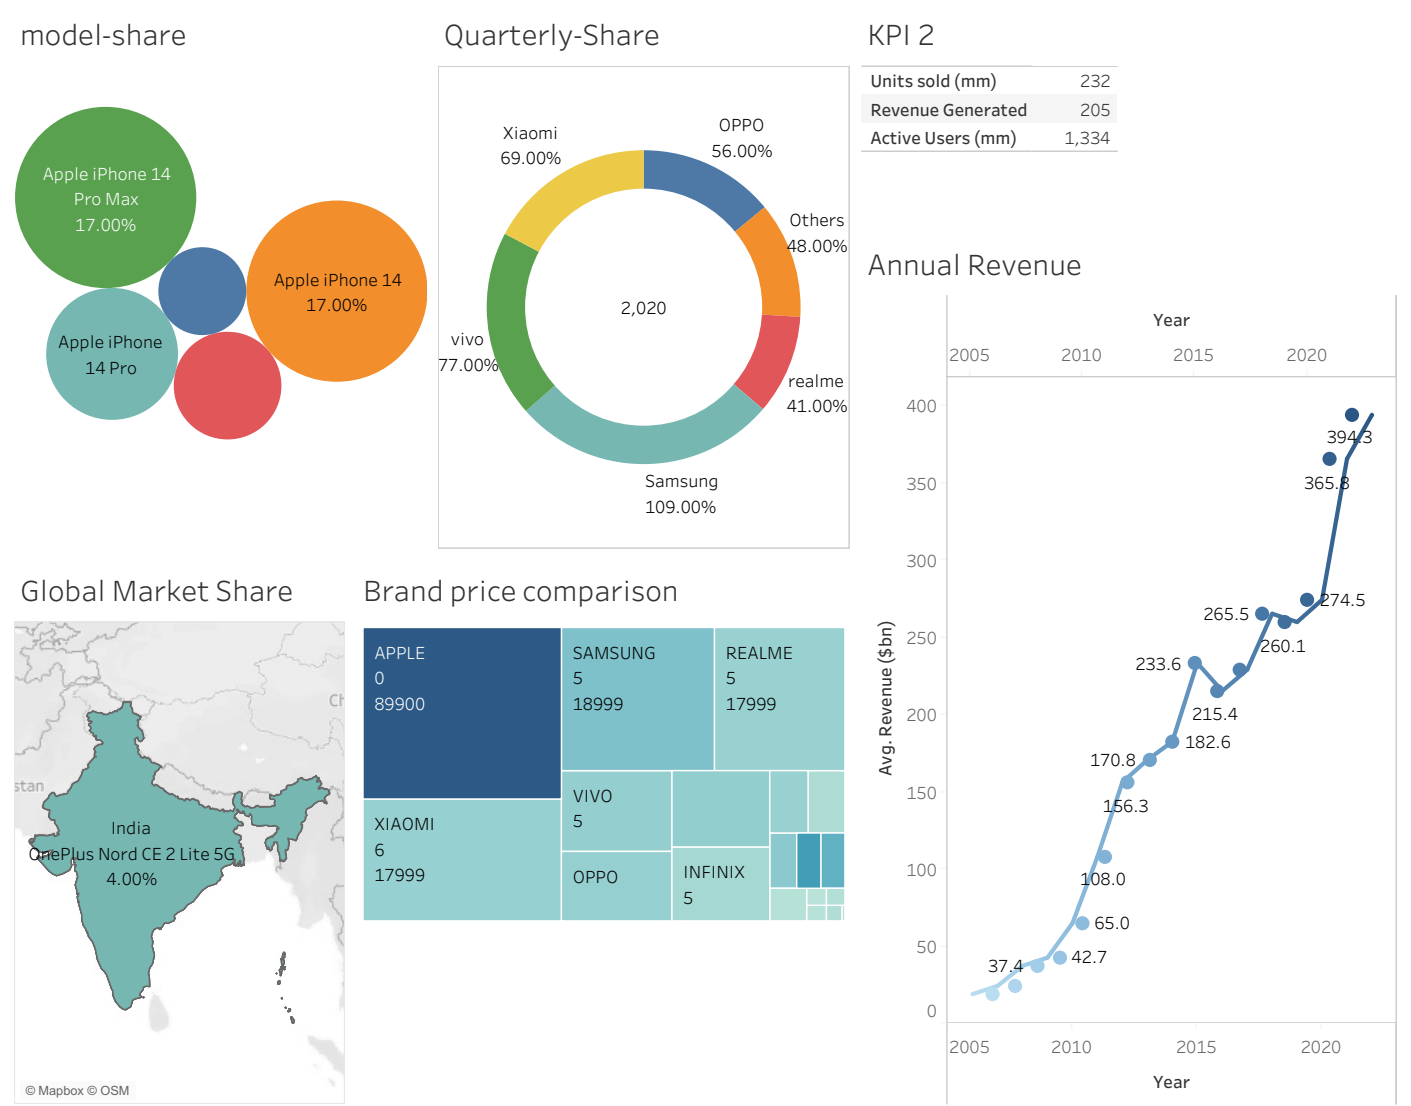 model-share
Apple iPhone 14
Pro Max
17.00%
Apple iPhone 14
17.00%
Apple iPhone
14 Pro
Quarterly-Share
Xiaomi
69.00%
OPPO
56.00%
Others
48.00%
2,020
vivo
77.00%
realme
41.00%
Samsung
109.00%
KPI 2
Units sold (mm) 232
Revenue Generated 205
Active Users (mm) 1,334
Annual Revenue
Year
2005 2010 2015 2020
400
350
300
250
200
150
100
50
0
Avg. Revenue ($bn)
394.3
365.8
274.5
265.5
260.1
233.6
215.4
182.6
170.8
156.3
108.0
65.0
42.7
37.4
2005 2010 2015 2020
Year
Global Market Share
Ch
stan
India
OnePlus Nord CE 2 Lite 5G
4.00%
© Mapbox © OSM
Brand price comparison
APPLE
0
89900
SAMSUNG
5
18999
REALME
5
17999
XIAOMI
6
17999
VIVO
5
OPPO
INFINIX
5